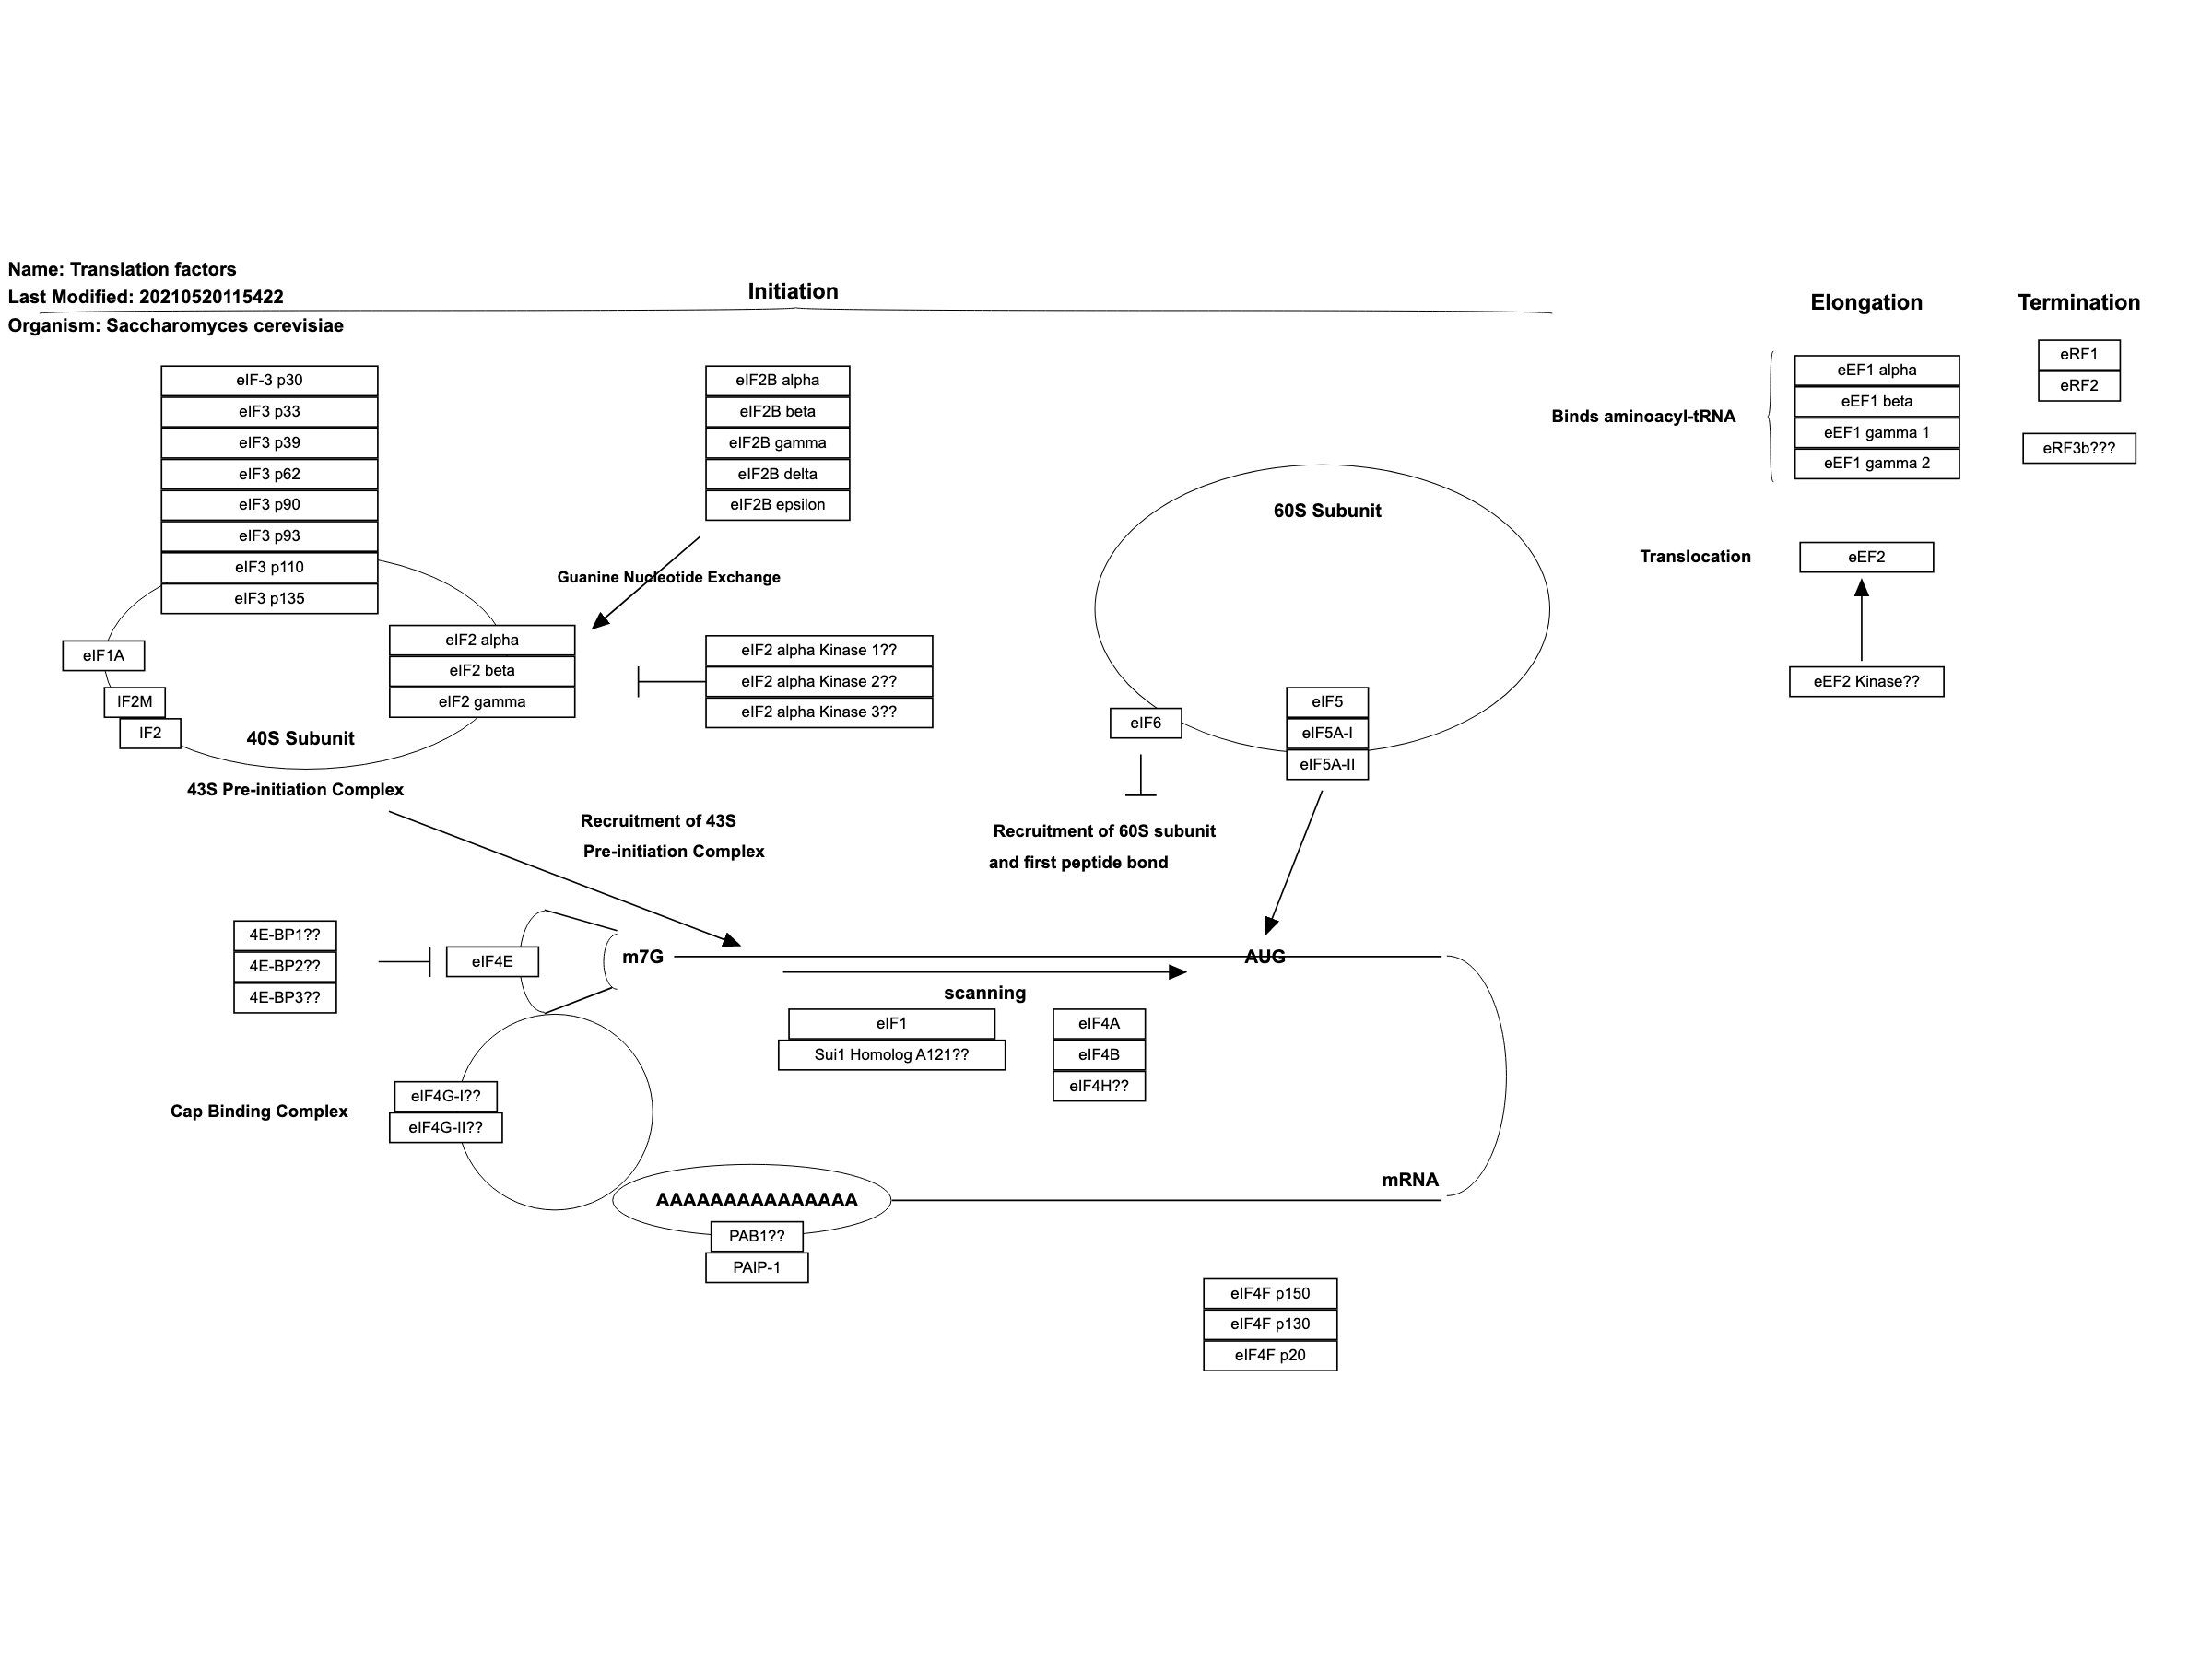 Name: Translation factors
Last Modified: 20210520115422
Organism: Saccharomyces cerevisiae
Initiation
Elongation
Termination
eIF-3 p30
eIF3 p33
eIF3 p39
eIF3 p62
eIF3 p90
eIF3 p93
eIF3 p110
eIF3 p135
eIF2B alpha
eIF2B beta
eIF2B gamma
eIF2B delta
eIF2B epsilon
Guanine Nucleotide Exchange
eIF1A
IF2M
IF2
eIF2 alpha
eIF2 beta
eIF2 gamma
40S Subunit
43S Pre-initiation Complex
eIF2 alpha Kinase 1??
eIF2 alpha Kinase 2??
eIF2 alpha Kinase 3??
60S Subunit
eIF6
eIF5
eIF5A-I
eIF5A-II
Binds aminoacyl-tRNA
eEF1 alpha
eEF1 beta
eEF1 gamma 1
eEF1 gamma 2
eRF1
eRF2
eRF3b???
Translocation
eEF2
eEF2 Kinase??
Recruitment of 43S
Pre-initiation Complex
Recruitment of 60S subunit
and first peptide bond
4E-BP1??
4E-BP2??
4E-BP3??
eIF4E
m7G
AUG
scanning
eIF1
Sui1 Homolog A121??
eIF4A
eIF4B
eIF4H??
Cap Binding Complex
eIF4G-I??
eIF4G-II??
mRNA
AAAAAAAAAAAAAAA
PAB1??
PAIP-1
eIF4F p150
eIF4F p130
eIF4F p20